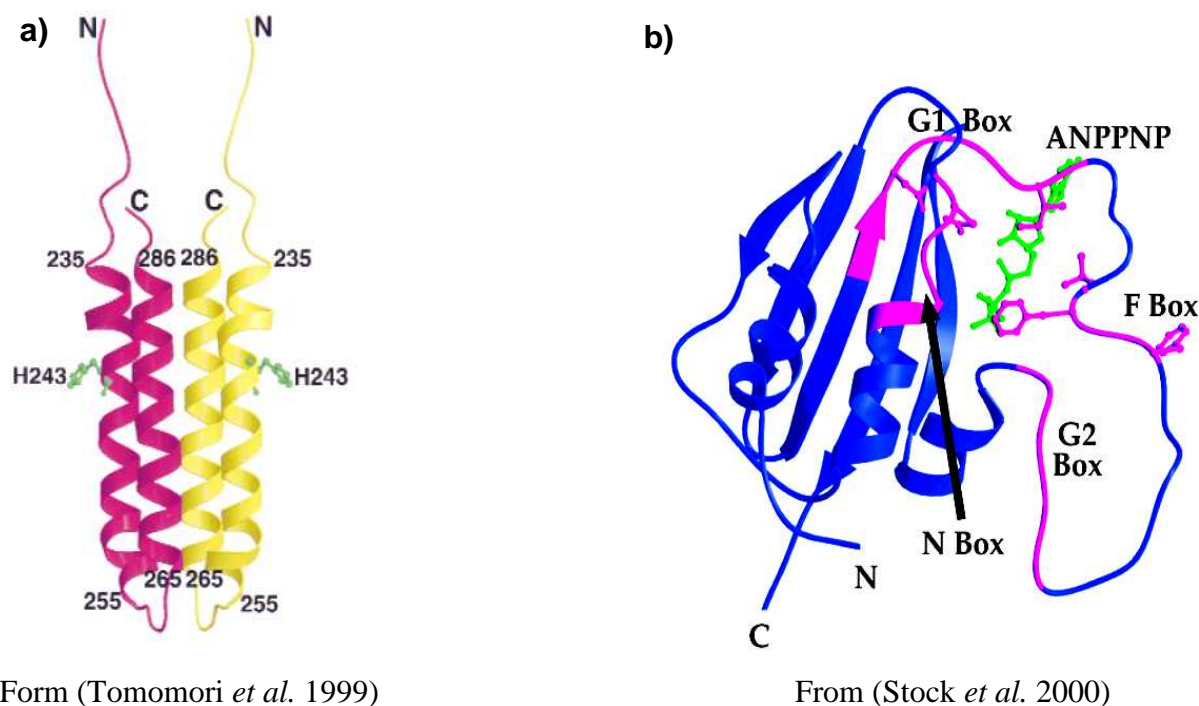 a)
N N
C C
235 286 286 235
H243 H243
265 265
255 255
Form (Tomomori et al. 1999)
b)
G1 Box
ANPPNP
F Box
G2
Box
N Box
N
C
From (Stock et al. 2000)